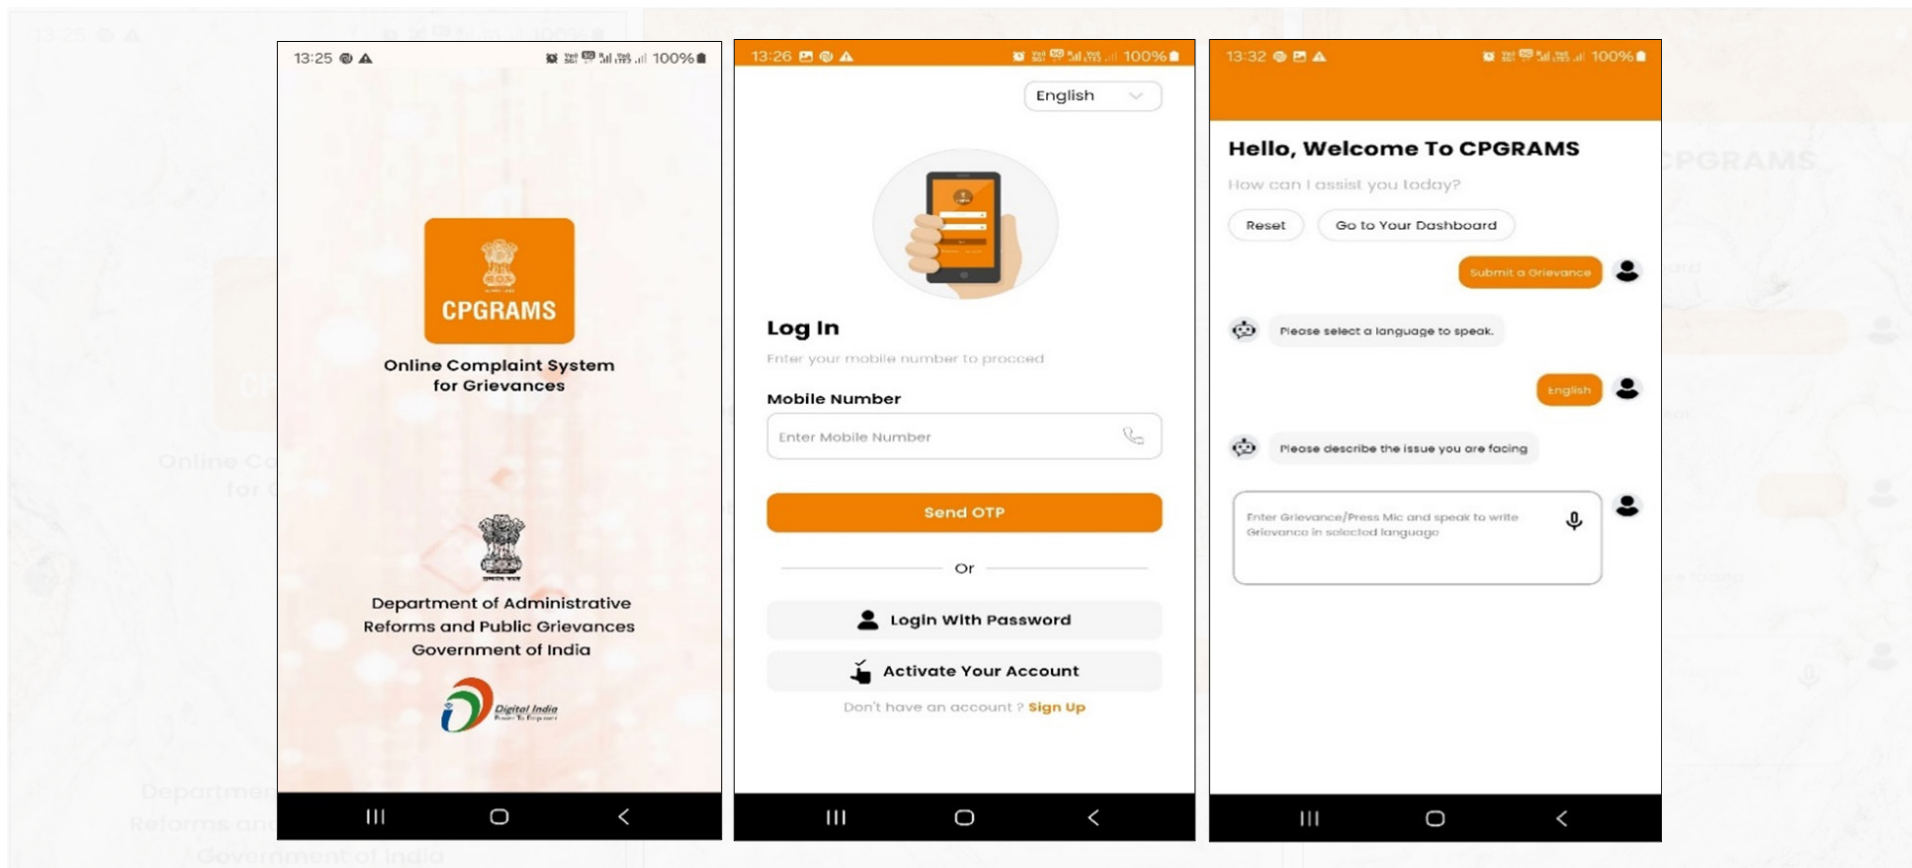 13:25
100%
CPGRAMS
Online Complaint System
for Grievances
Department of Administrative
Reforms and Public Grievances
Government of India
Digital India
Power To Empower
13:26
100%
English
Log In
Enter your mobile number to procced
Mobile Number
Enter Mobile Number
Send OTP
Or
Login With Password
Activate Your Account
Don't have an account ? Sign Up
13:32
100%
Hello, Welcome To CPGRAMS
How can I assist you today?
Reset
Go to Your Dashboard
Submit a Grievance
Please select a language to speak.
English
Please describe the issue you are facing
Enter Grievance/Press Mic and speak to write
Grievance in selected language